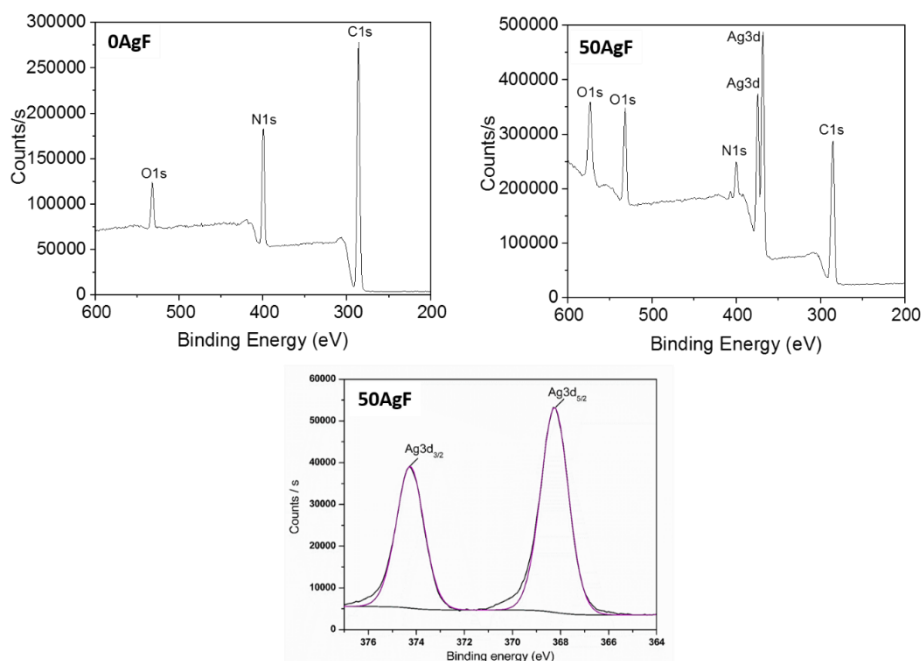 0AgF
C1s
N1s
O1s
300000
250000
200000
150000
100000
50000
0
Counts/s
600 500 400 300 200
Binding Energy (eV)
50AgF
Ag3d
Ag3d
O1s
O1s
N1s
C1s
500000
400000
300000
200000
100000
0
Counts/s
600 500 400 300 200
Binding Energy (eV)
50AgF
Ag3d5/2
Ag3d3/2
60000
50000
40000
30000
20000
10000
0
Counts / s
376 374 372 370 368 366 364
Binding energy (eV)